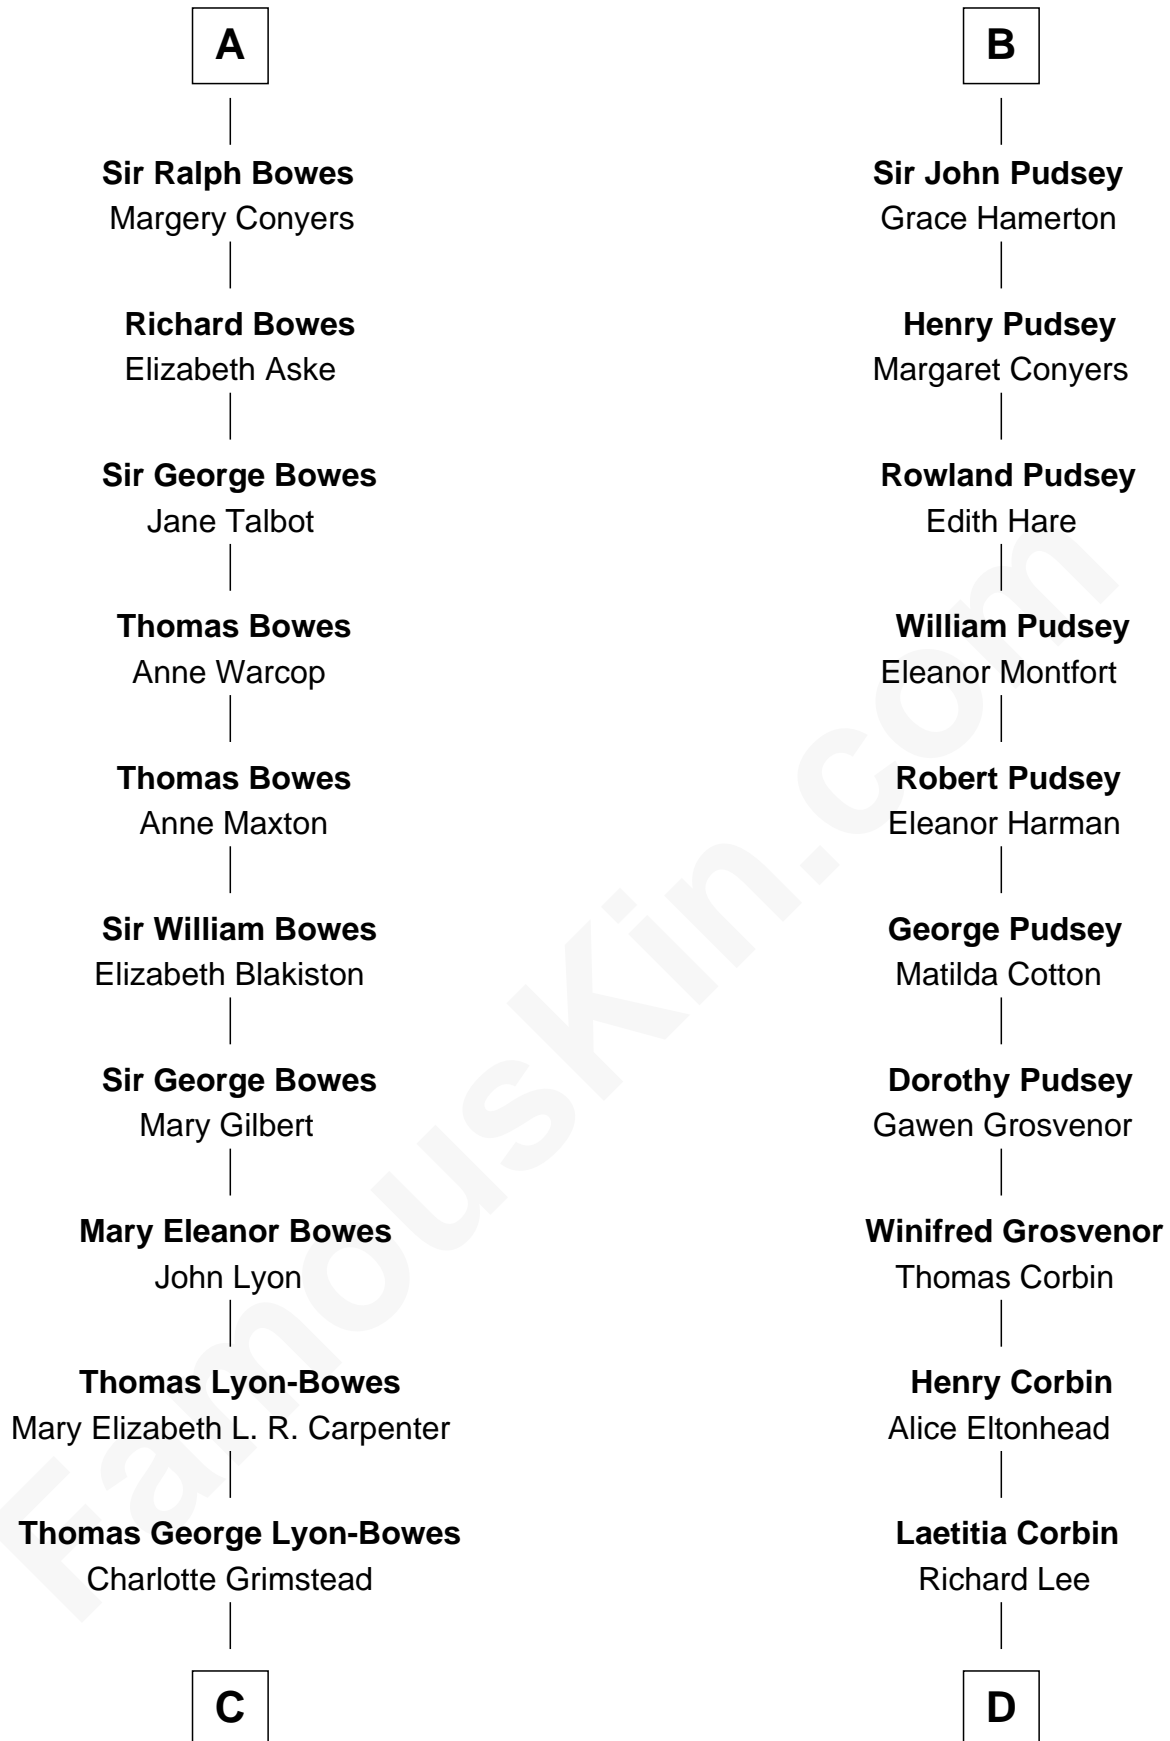 A
Sir Ralph Bowes
Margery Conyers
Richard Bowes
Elizabeth Aske
Sir George Bowes
Jane Talbot
Thomas Bowes
Anne Warcop
Thomas Bowes
Anne Maxton
Sir William Bowes
Elizabeth Blakiston
Sir George Bowes
Mary Gilbert
Mary Eleanor Bowes
John Lyon
Thomas Lyon-Bowes
Mary Elizabeth L. R. Carpenter
Thomas George Lyon-Bowes
Charlotte Grimstead
C
B
Sir John Pudsey
Grace Hamerton
Henry Pudsey
Margaret Conyers
Rowland Pudsey
Edith Hare
William Pudsey
Eleanor Montfort
Robert Pudsey
Eleanor Harman
George Pudsey
Matilda Cotton
Dorothy Pudsey
Gawen Grosvenor
Winifred Grosvenor
Thomas Corbin
Henry Corbin
Alice Eltonhead
Laetitia Corbin
Richard Lee
D
FamousKin.com